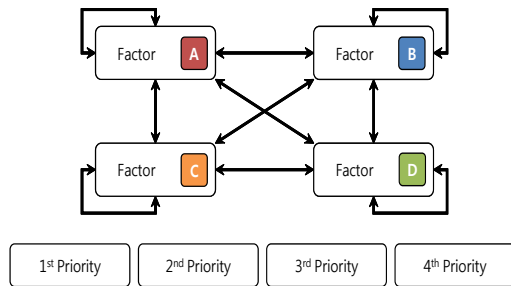 Factor A
Factor B
Factor C
Factor D
1st Priority
2nd Priority
3rd Priority
4th Priority